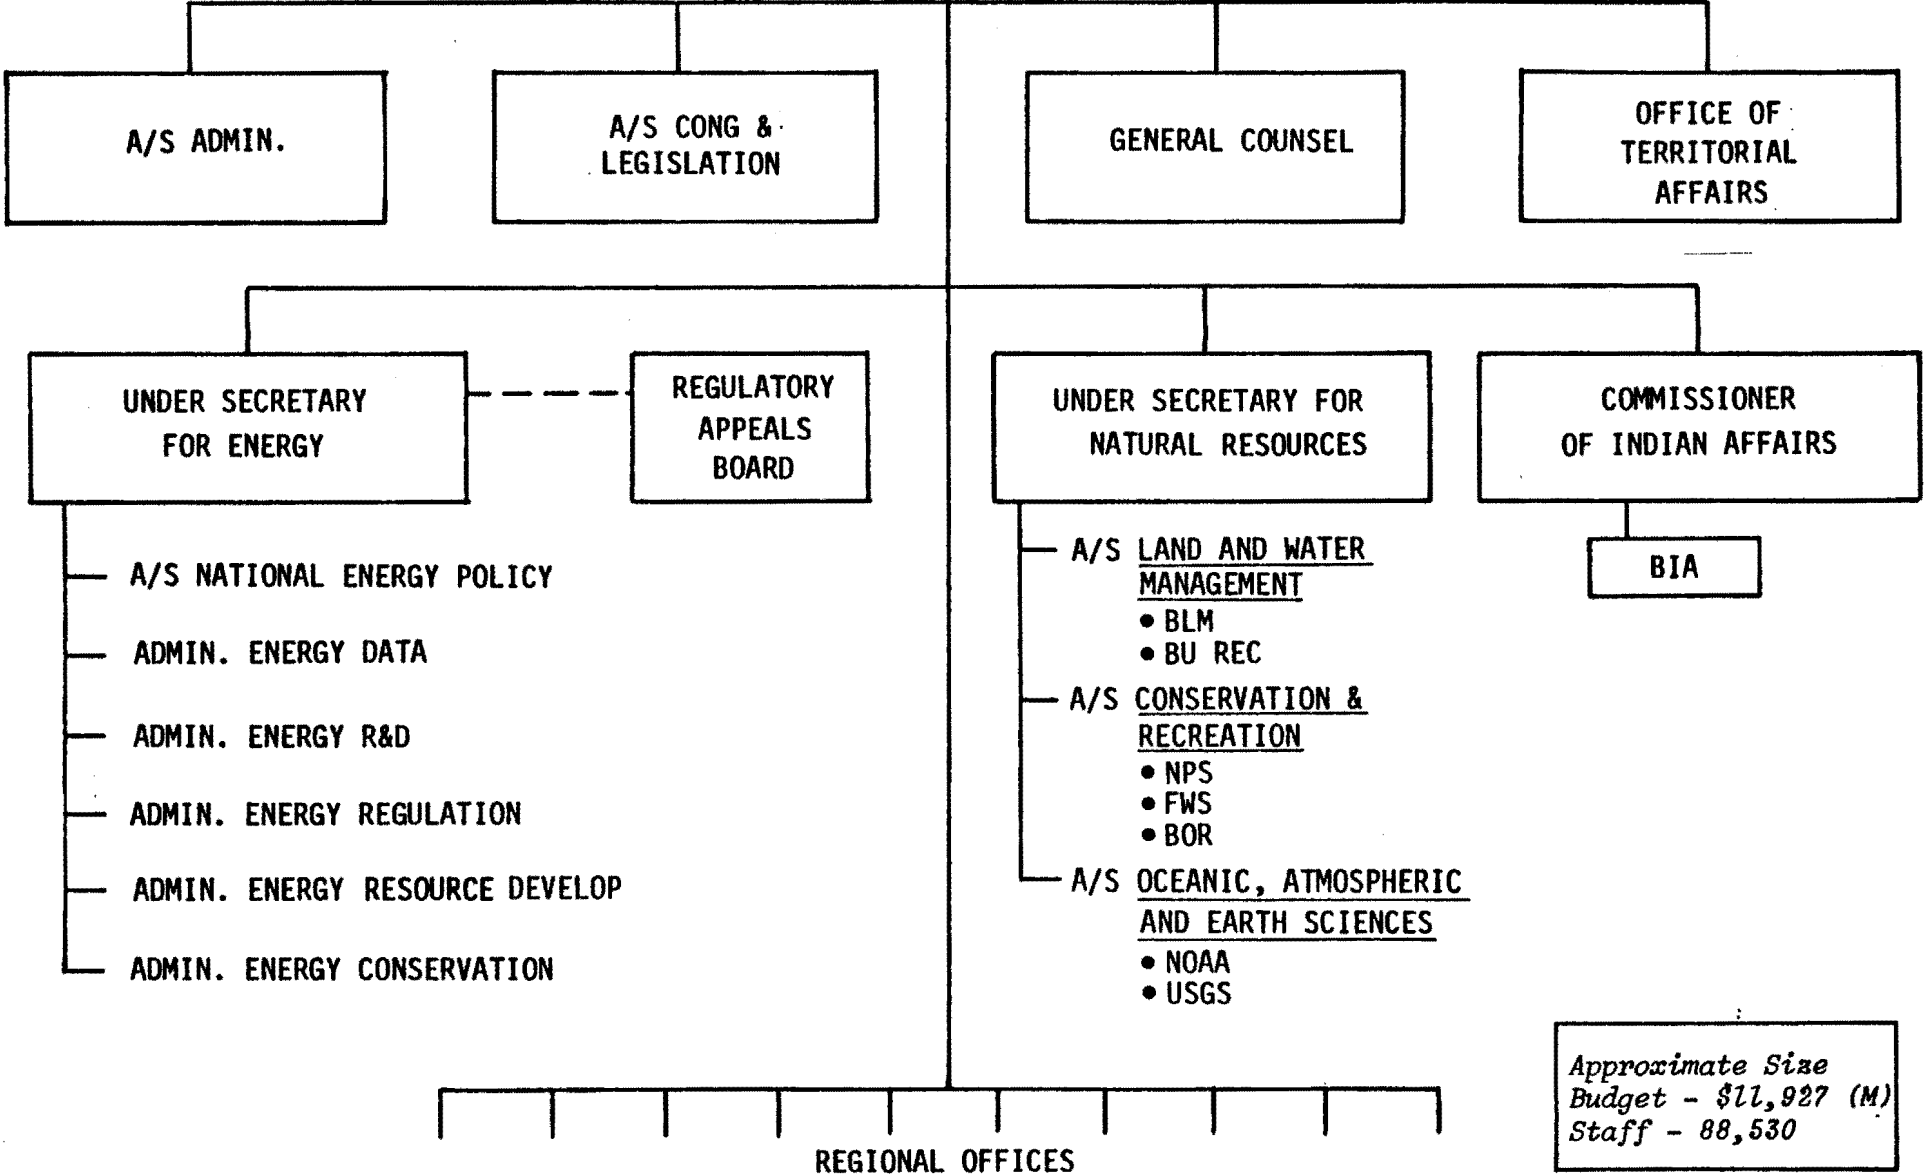 A/S ADMIN.
A/S CONG &
LEGISLATION
GENERAL COUNSEL
OFFICE OF
TERRITORIAL
AFFAIRS
UNDER SECRETARY
FOR ENERGY
REGULATORY
APPEALS
BOARD
UNDER SECRETARY FOR
NATURAL RESOURCES
COMMISSIONER
OF INDIAN AFFAIRS
A/S NATIONAL ENERGY POLICY
ADMIN. ENERGY DATA
ADMIN. ENERGY R&D
ADMIN. ENERGY REGULATION
ADMIN. ENERGY RESOURCE DEVELOP
ADMIN. ENERGY CONSERVATION
A/S LAND AND WATER
MANAGEMENT
• BLM
• BU REC
A/S CONSERVATION &
RECREATION
• NPS
• FWS
• BOR
A/S OCEANIC, ATMOSPHERIC
AND EARTH SCIENCES
• NOAA
• USGS
BIA
REGIONAL OFFICES
Approximate Size
Budget - $11,927 (M)
Staff - 88,530